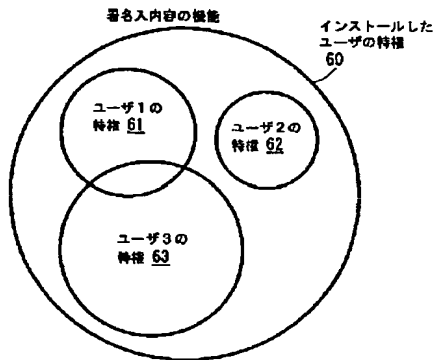 署名入内容の機能
インストールした
ユーザの特権
60
ユーザ1の
特権 61
ユーザ2の
特権 62
ユーザ3の
特権 63